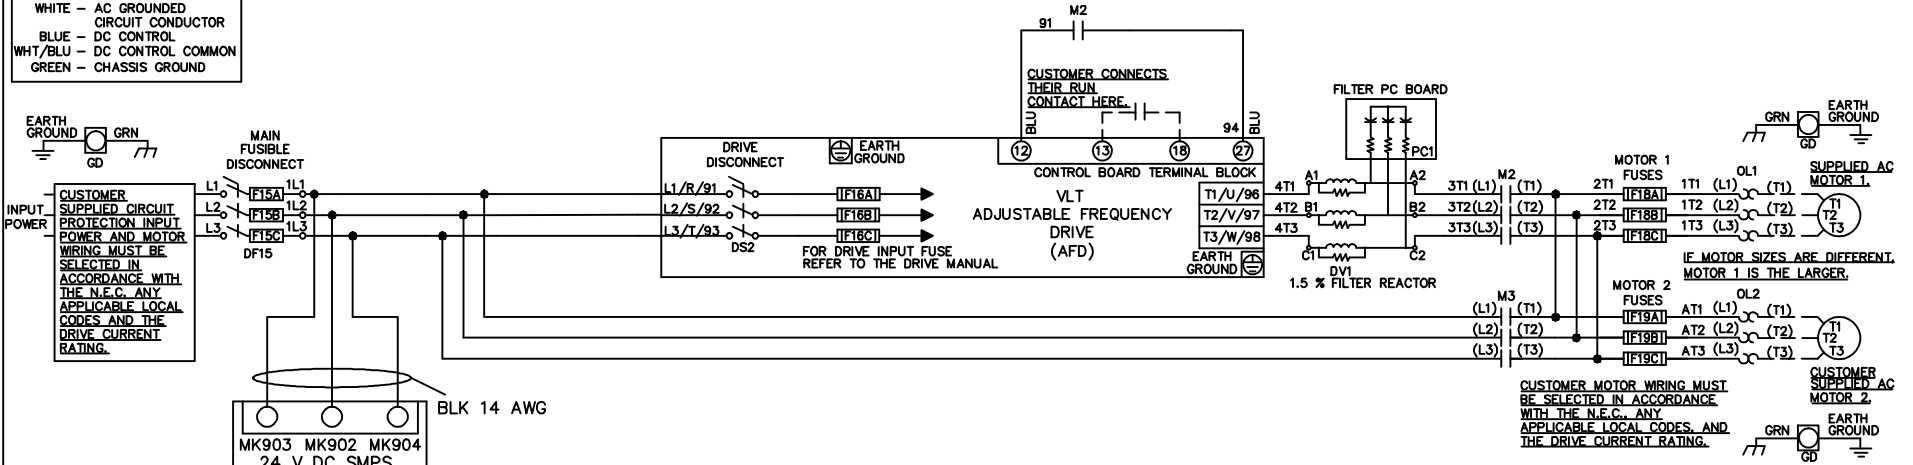 WHITE – AC GROUNDED
CIRCUIT CONDUCTOR
BLUE – DC CONTROL
WHT/BLU – DC CONTROL COMMON
GREEN – CHASSIS GROUND
EARTH
GROUND
GRN
GD
MAIN
FUSIBLE
DISCONNECT
INPUT
POWER
CUSTOMER
SUPPLIED CIRCUIT
PROTECTION INPUT
POWER AND MOTOR
WIRING MUST BE
SELECTED IN
ACCORDANCE WITH
THE N.E.C. ANY
APPLICABLE LOCAL
CODES AND THE
DRIVE CURRENT
RATING.
L1 F15A 1L1
L2 F15B 1L2
L3 F15C 1L3
DF15
BLK 14 AWG
MK903 MK902 MK904
24 V DC SMPS
DRIVE
DISCONNECT
EARTH
GROUND
L1/R/91 F16A
L2/S/92 F16B
L3/T/93 F16C
DS2
FOR DRIVE INPUT FUSE
REFER TO THE DRIVE MANUAL
M2
91
CUSTOMER CONNECTS
THEIR RUN
CONTACT HERE.
BLU
94
BLU
12 13 18 27
CONTROL BOARD TERMINAL BLOCK
VLT
ADJUSTABLE FREQUENCY
DRIVE
(AFD)
T1/U/96
T2/V/97
T3/W/98
EARTH
GROUND
FILTER PC BOARD
PC1
4T1 A1 A2
4T2 B1 B2
4T3 C1 C2
DV1
1.5 % FILTER REACTOR
M2
3T1 (L1) (T1)
3T2(L2) (T2)
3T3(L3) (T3)
MOTOR 1
FUSES
2T1 F18A 1T1 (L1) OL1 (T1)
2T2 F18B 1T2 (L2) (T2)
2T3 F18C 1T3 (L3) (T3)
GRN
GD
EARTH
GROUND
SUPPLIED AC
MOTOR 1.
T1
T2
T3
IF MOTOR SIZES ARE DIFFERENT,
MOTOR 1 IS THE LARGER.
M3
(L1) (T1)
(L2) (T2)
(L3) (T3)
MOTOR 2
FUSES
F19A AT1 (L1) OL2 (T1)
F19B AT2 (L2) (T2)
F19C AT3 (L3) (T3)
T1
T2
T3
CUSTOMER
SUPPLIED AC
MOTOR 2.
CUSTOMER MOTOR WIRING MUST
BE SELECTED IN ACCORDANCE
WITH THE N.E.C., ANY
APPLICABLE LOCAL CODES, AND
THE DRIVE CURRENT RATING.
GRN
GD
EARTH
GROUND